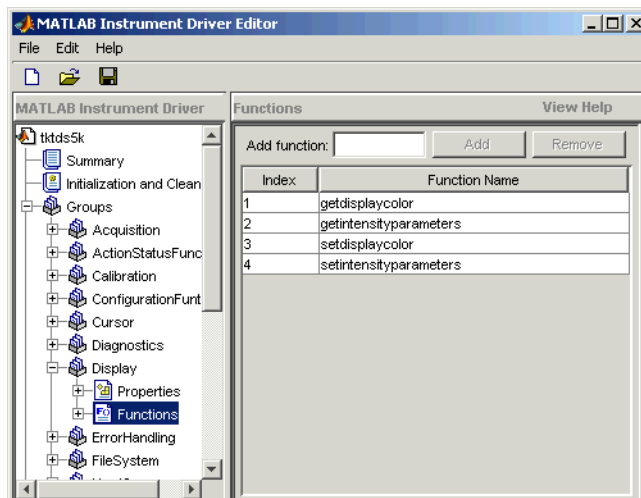 MATLAB Instrument Driver Editor
File Edit Help
MATLAB Instrument Driver
Functions
View Help
tktds5k
Summary
Initialization and Clean
Groups
Acquisition
ActionStatusFunc
Calibration
ConfigurationFunt
Cursor
Diagnostics
Display
Properties
Functions
ErrorHandling
FileSystem
Add function:
Add
Remove
Index Function Name
1 getdisplaycolor
2 getintensityparameters
3 setdisplaycolor
4 setintensityparameters